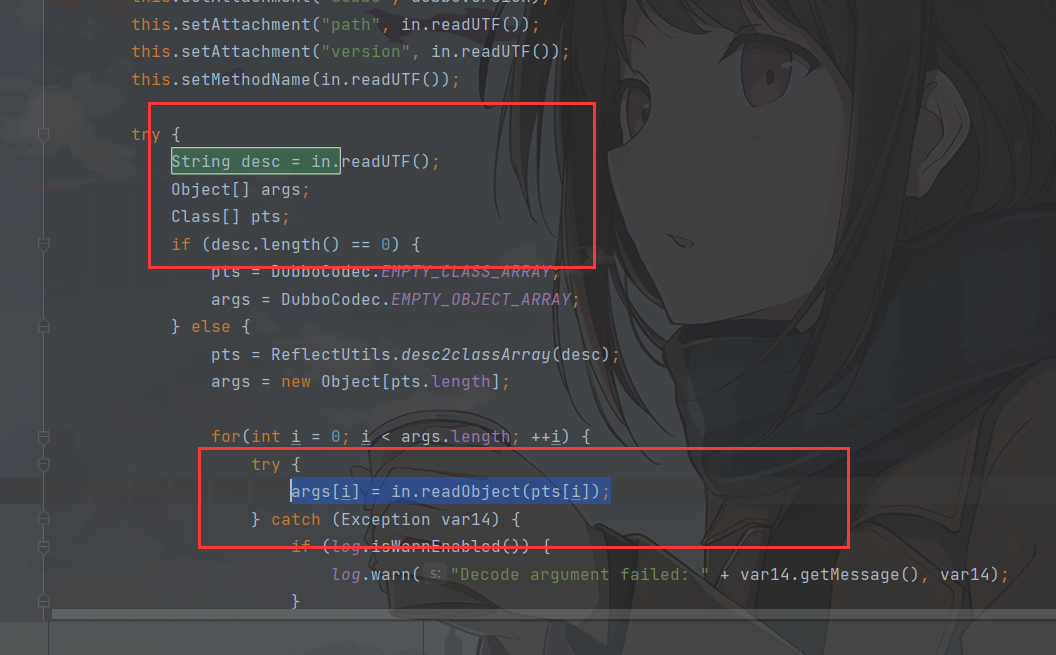 this.setAttachment("path", in.readUTF());
this.setAttachment("version", in.readUTF());
this.setMethodName(in.readUTF());
try {
String desc = in.readUTF();
Object[] args;
Class[] pts;
if (desc.length() == 0) {
pts = DubboCodec.EMPTY_CLASS_ARRAY;
args = DubboCodec.EMPTY_OBJECT_ARRAY;
} else {
pts = ReflectUtils.desc2classArray(desc);
args = new Object[pts.length];
for(int i = 0; i < args.length; ++i) {
try {
args[i] = in.readObject(pts[i]);
} catch (Exception var14) {
if (log.isWarnEnabled()) {
log.warn( s: "Decode argument failed: " + var14.getMessage(), var14);
}